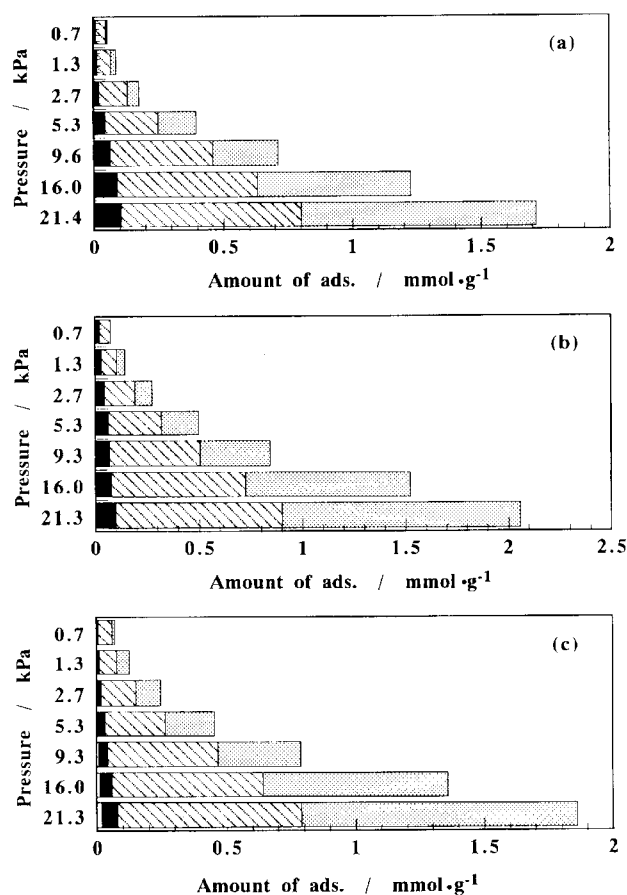 (a)
Pressure / kPa
0.7
1.3
2.7
5.3
9.6
16.0
21.4
0 0.5 1 1.5 2
Amount of ads. / mmol•g-1
(b)
Pressure / kPa
0.7
1.3
2.7
5.3
9.3
16.0
21.3
0 0.5 1 1.5 2 2.5
Amount of ads. / mmol•g-1
(c)
Pressure / kPa
0.7
1.3
2.7
5.3
9.3
16.0
21.3
0 0.5 1 1.5 2
Amount of ads. / mmol•g-1